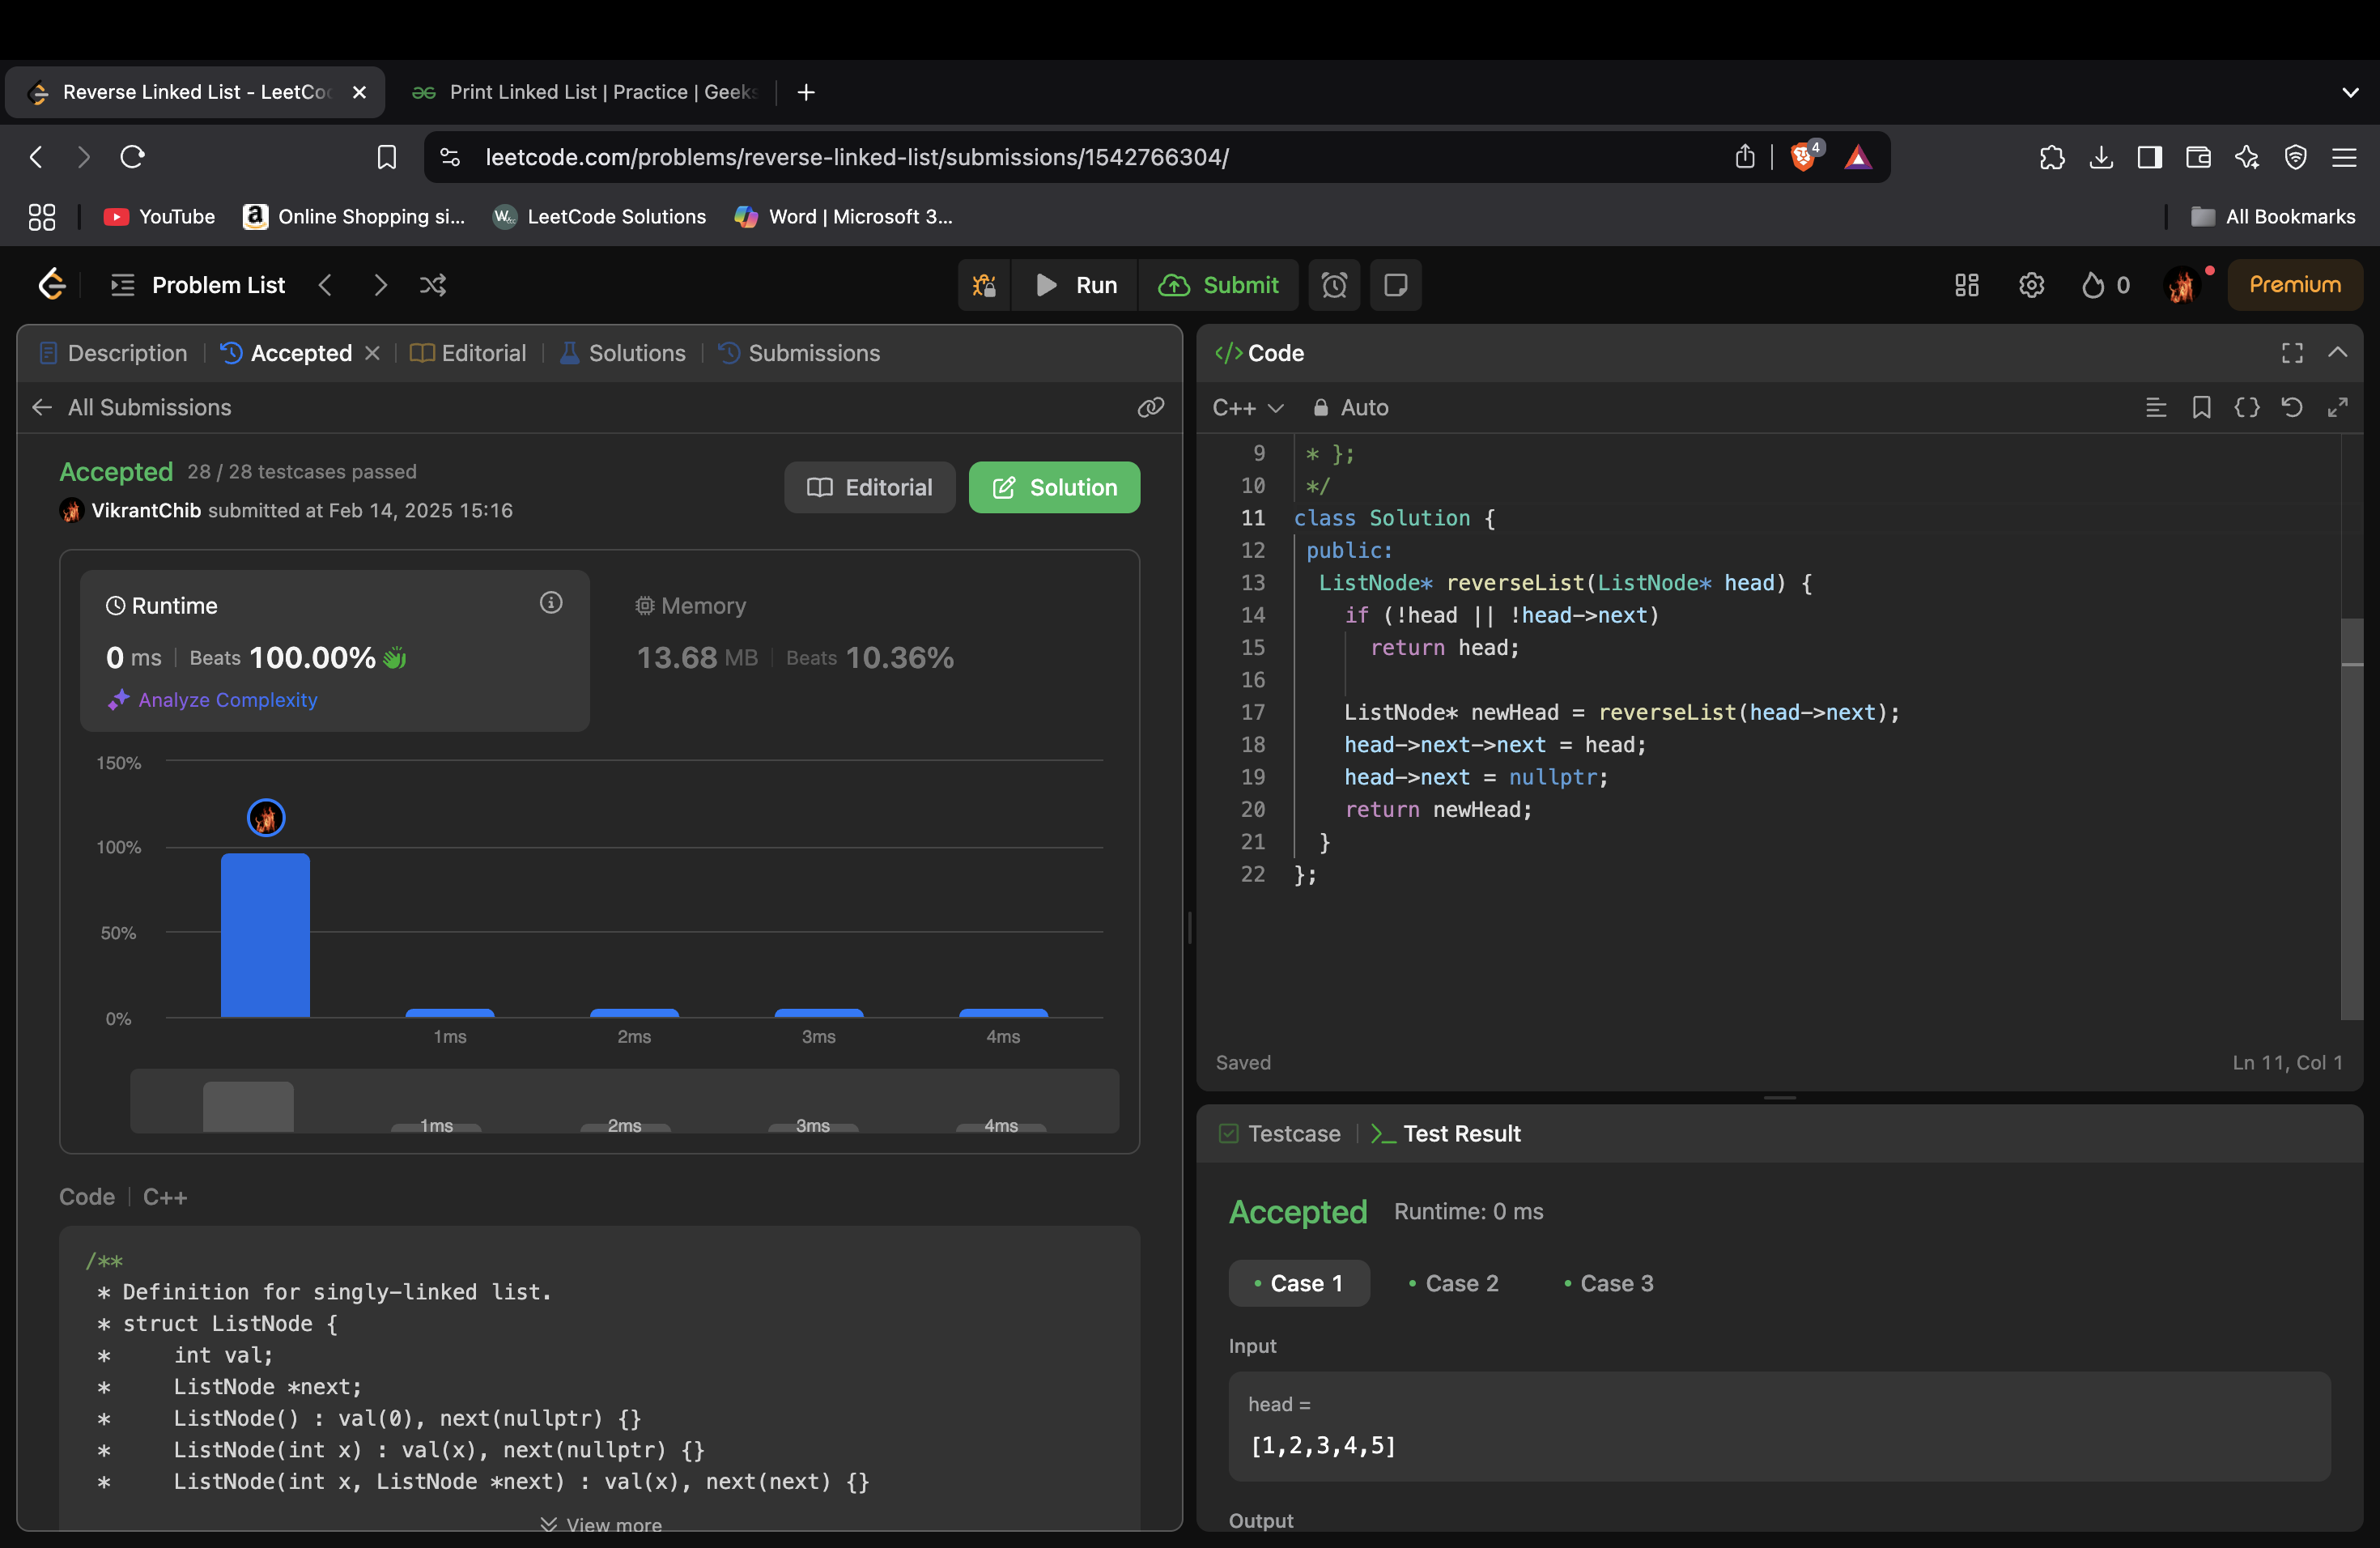 Reverse Linked List - LeetCo
Print Linked List | Practice | Geeks
leetcode.com/problems/reverse-linked-list/submissions/1542766304/
4
YouTube
Online Shopping si...
LeetCode Solutions
Word | Microsoft 3...
All Bookmarks
Problem List
Run
Submit
0
Premium
Description
Accepted
Editorial
Solutions
Submissions
All Submissions
Accepted 28 / 28 testcases passed
VikrantChib submitted at Feb 14, 2025 15:16
Editorial
Solution
Runtime
0 ms | Beats 100.00%
Analyze Complexity
Memory
13.68 MB | Beats 10.36%
150%
100%
50%
0%
1ms 2ms 3ms 4ms
1ms 2ms 3ms 4ms
Code | C++
/**
* Definition for singly-linked list.
* struct ListNode {
*     int val;
*     ListNode *next;
*     ListNode() : val(0), next(nullptr) {}
*     ListNode(int x) : val(x), next(nullptr) {}
*     ListNode(int x, ListNode *next) : val(x), next(next) {}
View more
</> Code
C++ Auto
9 * };
10 */
11 class Solution {
12 public:
13 ListNode* reverseList(ListNode* head) {
14 if (!head || !head->next)
15 return head;
16
17 ListNode* newHead = reverseList(head->next);
18 head->next->next = head;
19 head->next = nullptr;
20 return newHead;
21 }
22 };
Saved
Ln 11, Col 1
Testcase
>_ Test Result
Accepted Runtime: 0 ms
• Case 1 • Case 2 • Case 3
Input
head =
[1,2,3,4,5]
Output